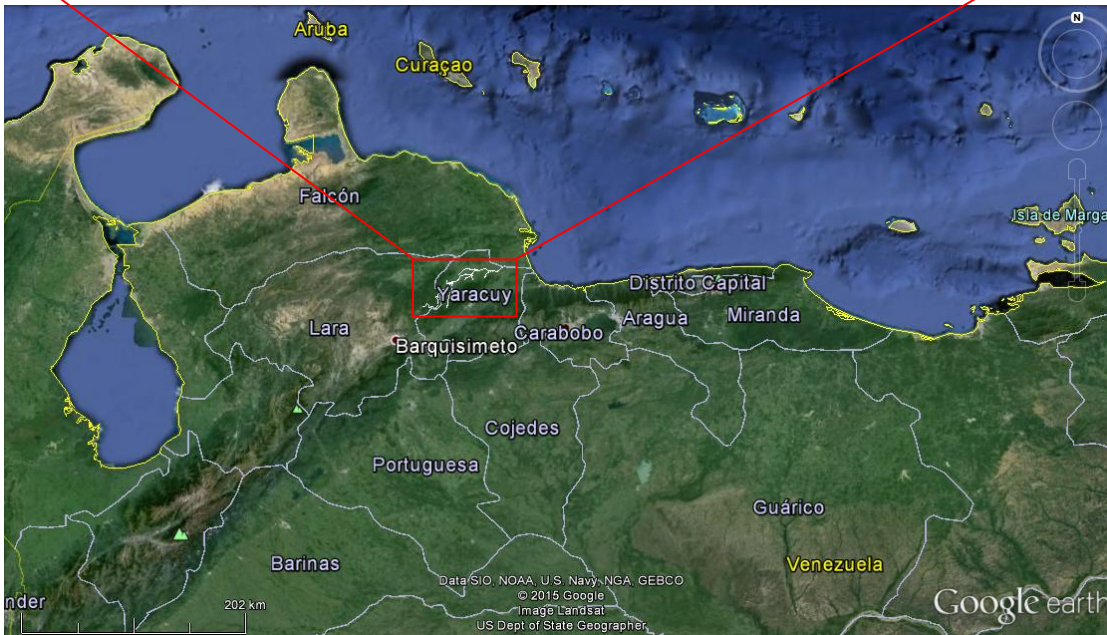 N
Aruba
Curaçao
Falcón
Isla de Marga
Distrito Capital
Yaracuy
Lara
Carabobo
Aragua
Miranda
Barquisimeto
Cojedes
Portuguesa
Guárico
Barinas
Venezuela
Data SIO, NOAA, U.S. Navy, NGA, GEBCO
© 2015 Google
Image Landsat
US Dept of State Geographer
nder
202 km
Google earth